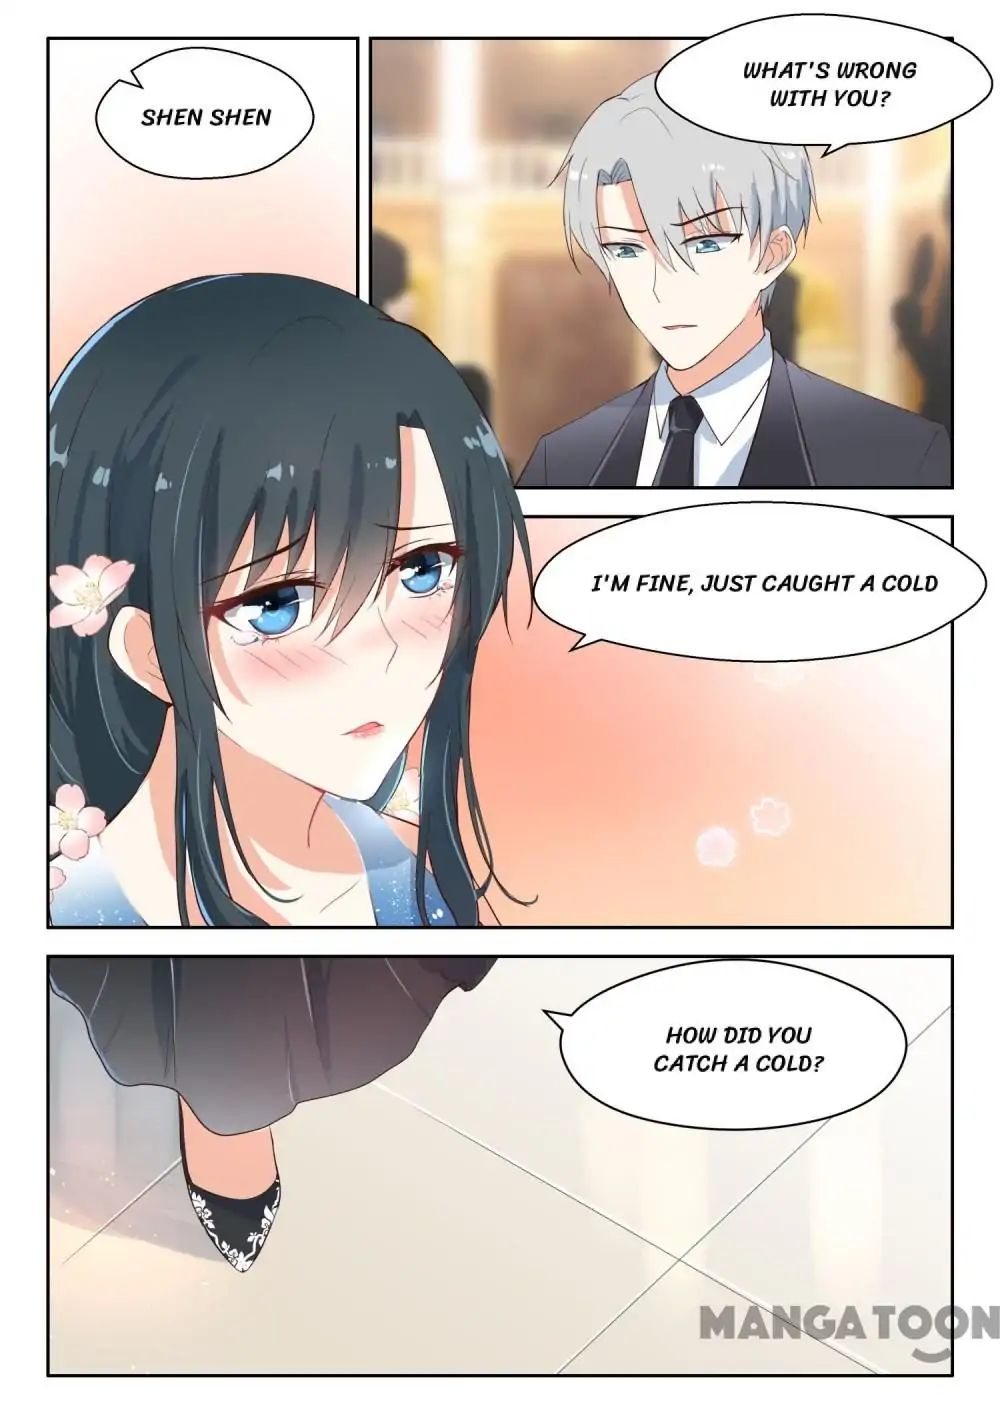 SHEN SHEN
WHAT'S WRONG
WITH YOU?
I'M FINE, JUST CAUGHT A COLD
HOW DID YOU
CATCH A COLD?
MANGATOON